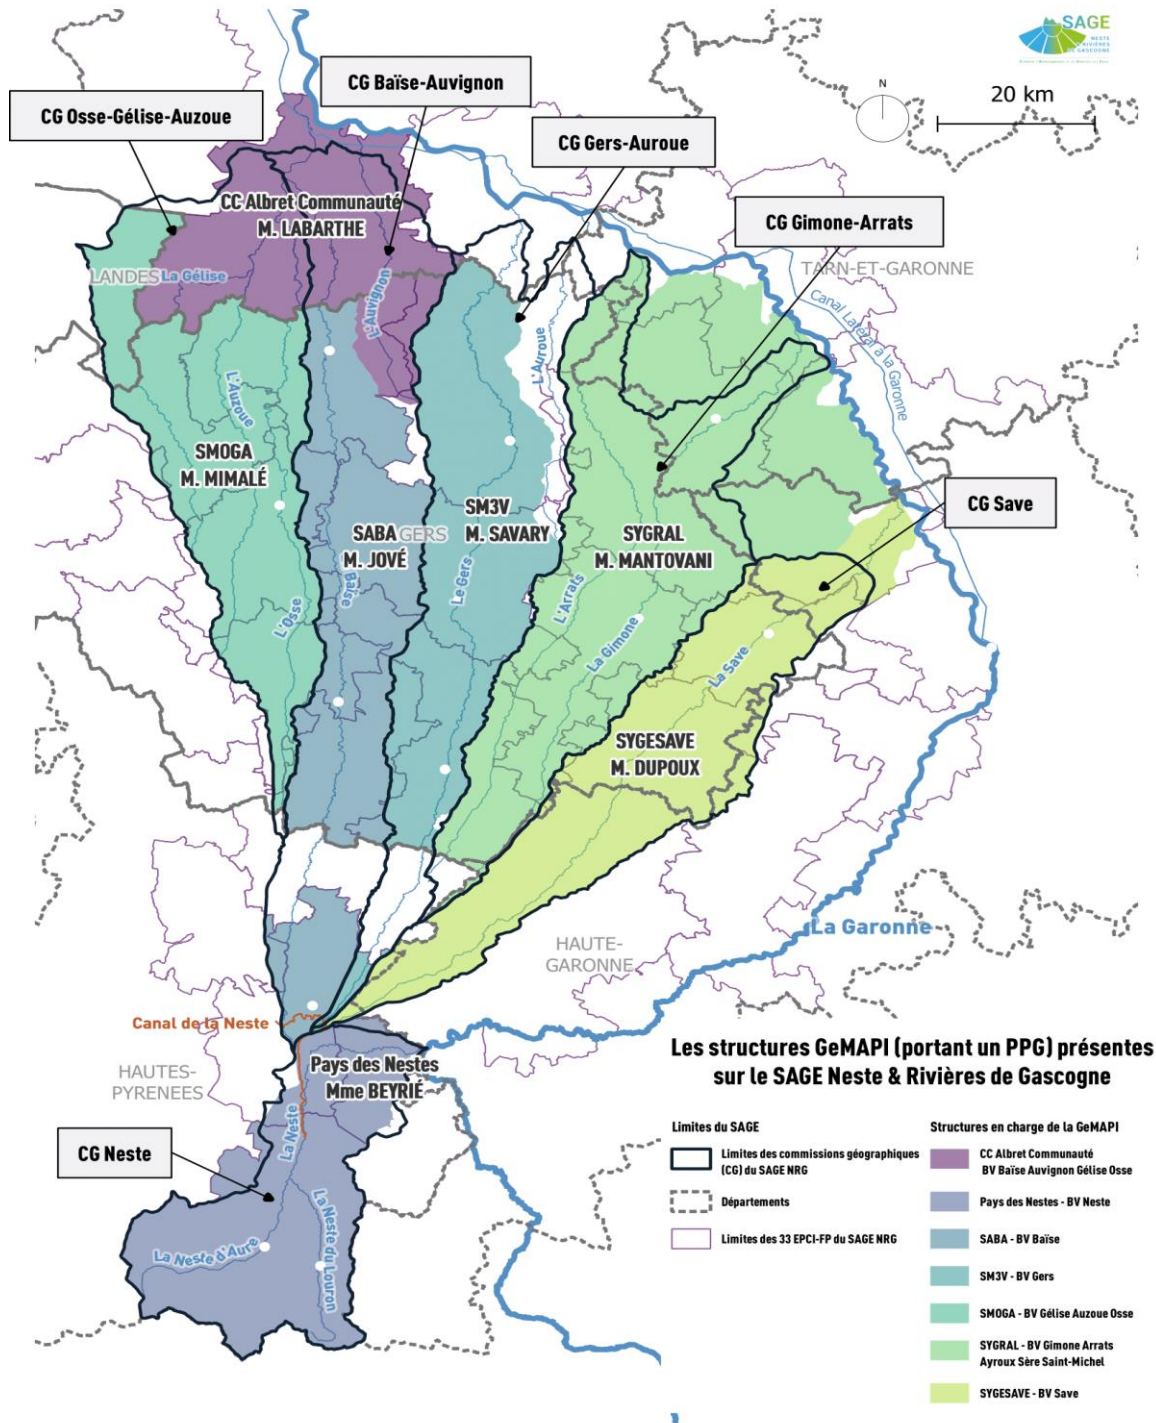 SAGE
NESTE
& RIVIÈRES
DE GASCOGNE
CG Baïse-Auvignon
N
20 km
CG Osse-Gélise-Auzoue
CG Gers-Auroue
CC Albret Communauté
M. LABARTHE
CG Gimone-Arrats
LANDES
La Gélise
L'Auvignon
TARN-ET-GARONNE
Canal Latéral à la Garonne
L'Auroue
L'Auzoue
SMOGA
M. MIMALÉ
CG Save
SM3V
M. SAVARY
SABA
GERS
M. JOVÉ
SYGRAL
M. MANTOVANI
Baïse
Le Gers
L'Arrats
L'Osse
La Gimone
La Save
SYGESAVE
M. DUPOUX
La Garonne
HAUTE-
GARONNE
Canal de la Neste
HAUTES-
PYRENEES
Pays des Nestes
Mme BEYRIÉ
La Neste
CG Neste
La Neste d'Aure
La Neste du Louron
Les structures GeMAPI (portant un PPG) présentes
sur le SAGE Neste & Rivières de Gascogne
Limites du SAGE
Limites des commissions géographiques
(CG) du SAGE NRG
Départements
Limites des 33 EPCI-FP du SAGE NRG
Structures en charge de la GeMAPI
CC Albret Communauté
BV Baïse Auvignon Gélise Osse
Pays des Nestes - BV Neste
SABA - BV Baïse
SM3V - BV Gers
SMOGA - BV Gélise Auzoue Osse
SYGRAL - BV Gimone Arrats
Ayroux Sère Saint-Michel
SYGESAVE - BV Save